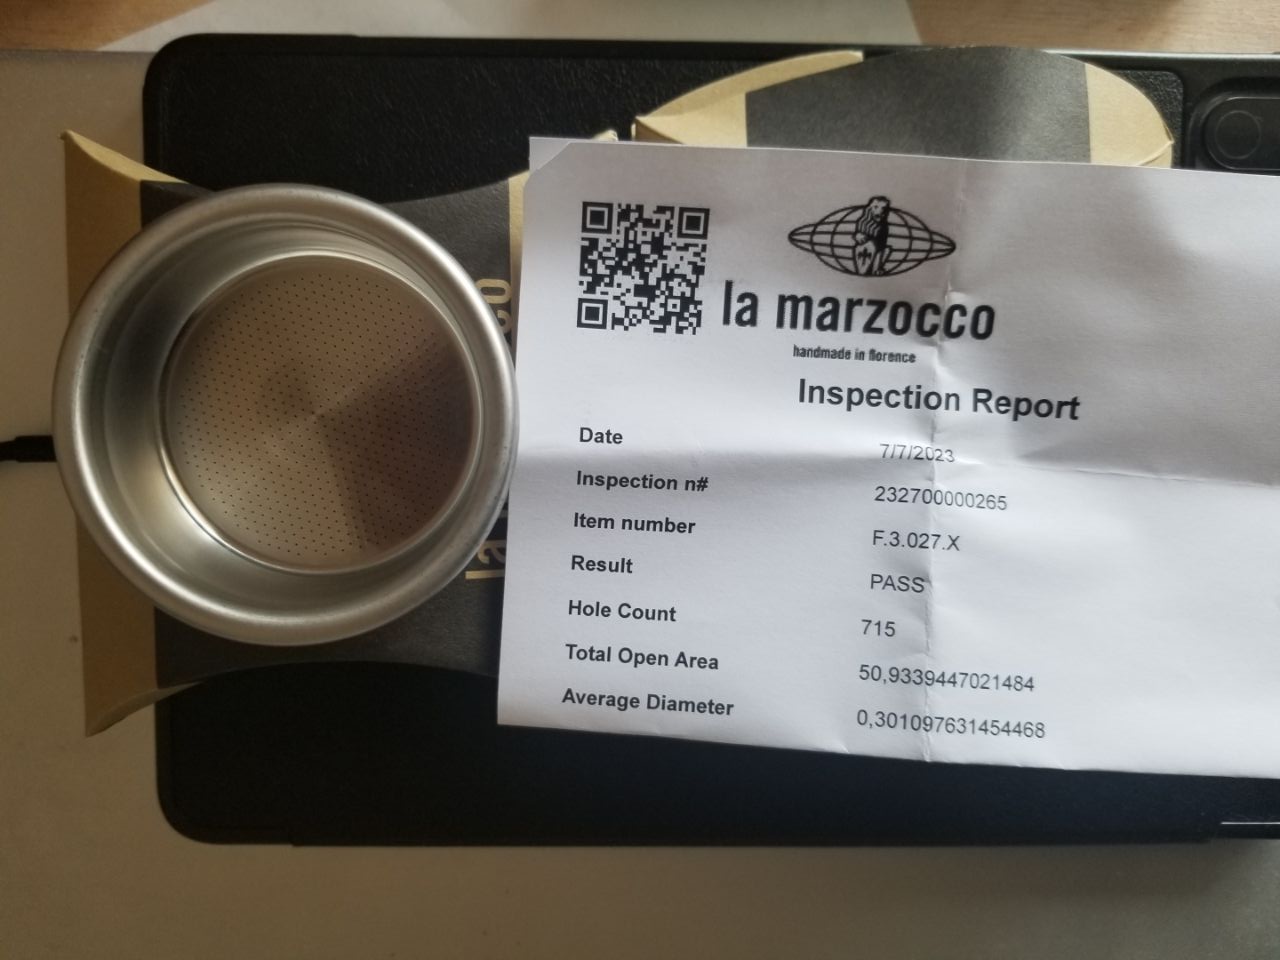 la marzocco
handmade in florence
Inspection Report
Date 7/7/2023
Inspection n# 232700000265
Item number F.3.027.X
Result PASS
Hole Count 715
Total Open Area 50,9339447021484
Average Diameter 0,301097631454468